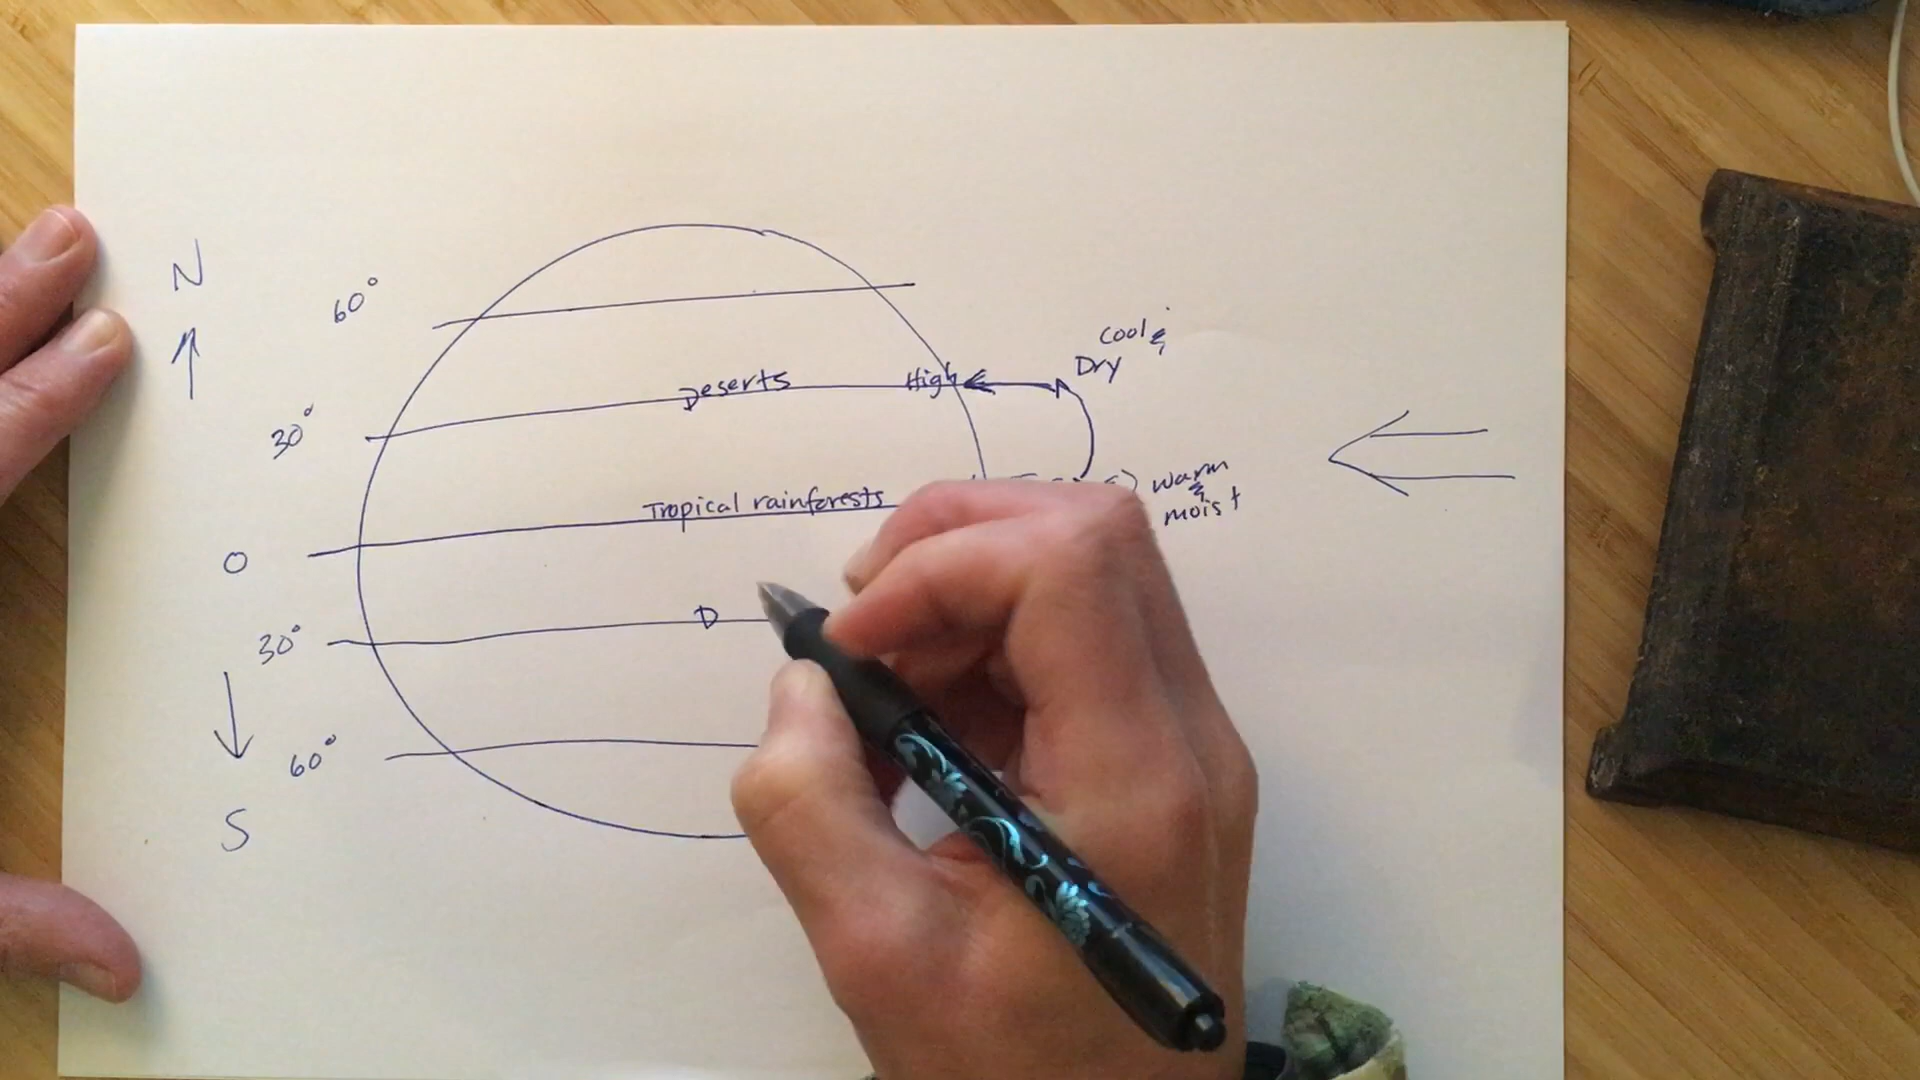 N
60°
cool &
Dry
Deserts
High
30°
Tropical rainforests
warm
&
moist
0
D
30°
60°
S